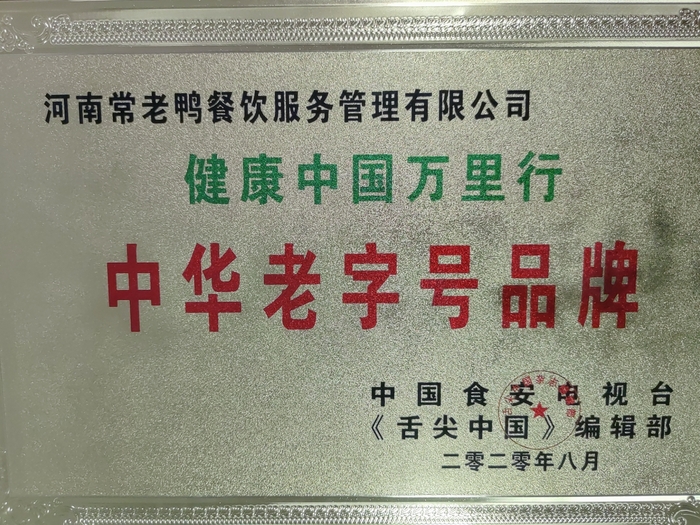 河南常老鸭餐饮服务管理有限公司
健康中国万里行
中华老字号品牌
中国食安电视台
《舌尖中国》编辑部
二零二零年八月